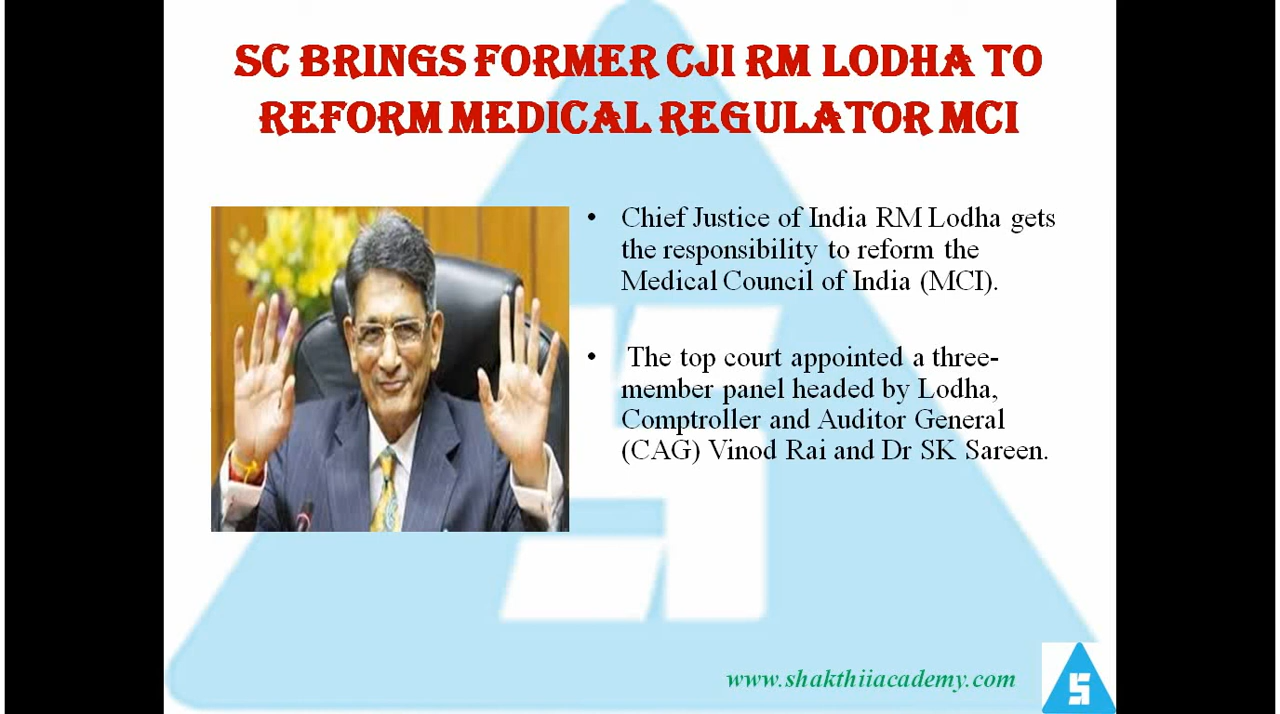 SC BRINGS FORMER CJI RM LODHA TO
REFORM MEDICAL REGULATOR MCI
• Chief Justice of India RM Lodha gets
the responsibility to reform the
Medical Council of India (MCI).
• The top court appointed a three-
member panel headed by Lodha,
Comptroller and Auditor General
(CAG) Vinod Rai and Dr SK Sareen.
www.shakthiiacademy.com